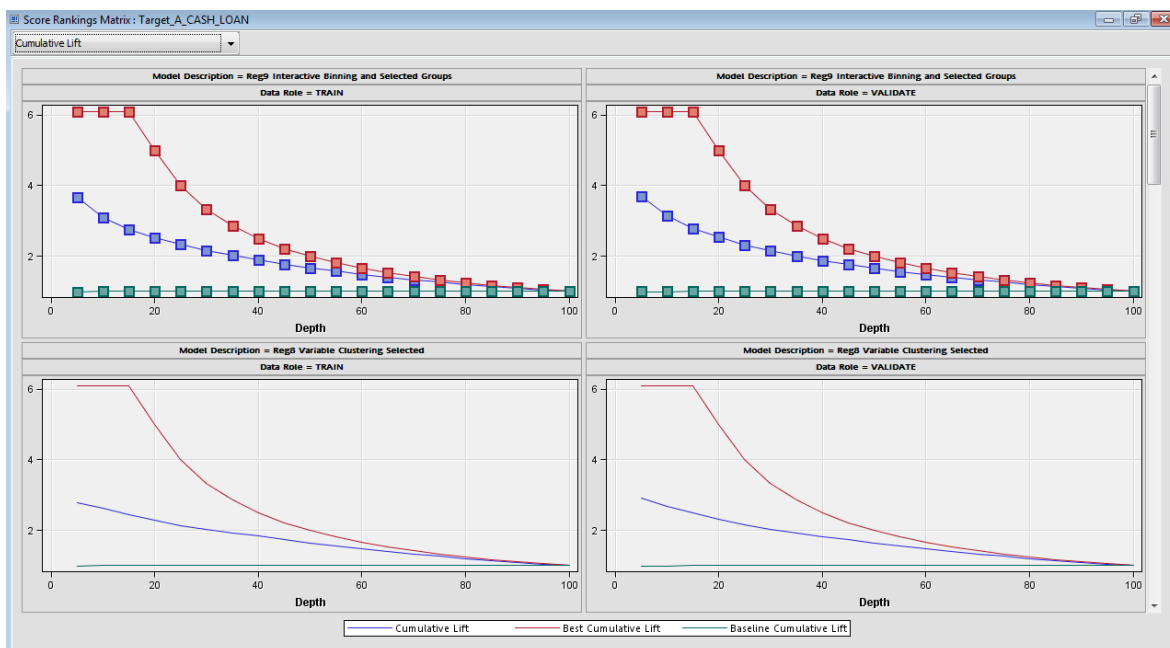 Score Rankings Matrix : Target_A_CASH_LOAN
Cumulative Lift
Model Description = Reg9 Interactive Binning and Selected Groups
Data Role = TRAIN
6
4
2
0 20 40 60 80 100
Depth
Model Description = Reg9 Interactive Binning and Selected Groups
Data Role = VALIDATE
6
4
2
0 20 40 60 80 100
Depth
Model Description = Reg8 Variable Clustering Selected
Data Role = TRAIN
6
4
2
0 20 40 60 80 100
Depth
Model Description = Reg8 Variable Clustering Selected
Data Role = VALIDATE
6
4
2
0 20 40 60 80 100
Depth
Cumulative Lift Best Cumulative Lift Baseline Cumulative Lift